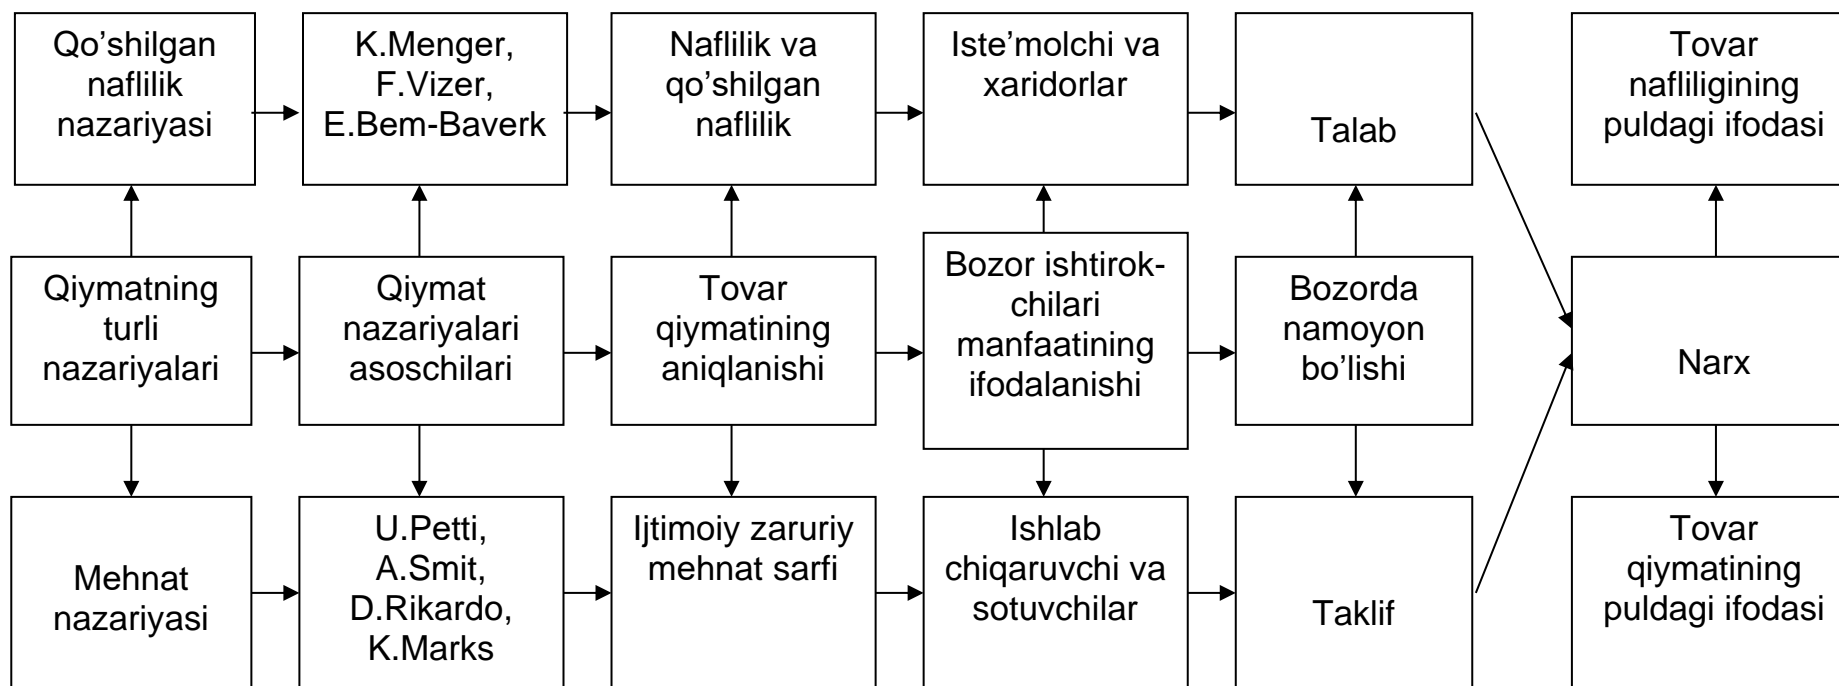 Qo’shilgan
naflilik
nazariyasi
K.Menger,
F.Vizer,
E.Bem-Baverk
Naflilik va
qo’shilgan
naflilik
Iste’molchi va
xaridorlar
Talab
Tovar
nafliligining
puldagi ifodasi
Qiymatning
turli
nazariyalari
Qiymat
nazariyalari
asoschilari
Tovar
qiymatining
aniqlanishi
Bozor ishtirok-
chilari
manfaatining
ifodalanishi
Bozorda
namoyon
bo’lishi
Narx
Mehnat
nazariyasi
U.Petti,
A.Smit,
D.Rikardo,
K.Marks
Ijtimoiy zaruriy
mehnat sarfi
Ishlab
chiqaruvchi va
sotuvchilar
Taklif
Tovar
qiymatining
puldagi ifodasi